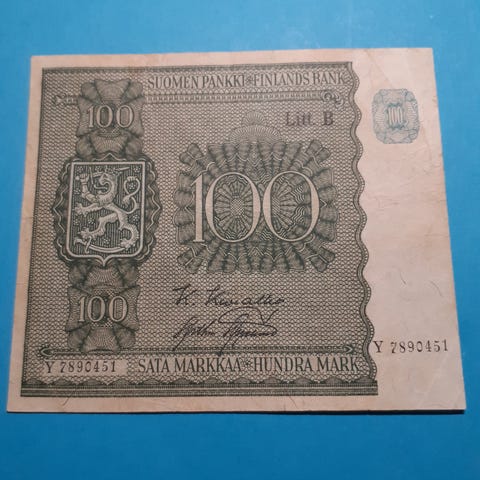 SUOMEN PANKKI FINLANDS BANK
100
Litt. B
100
100
Y 7890451
Y 7890451
SATA MARKKAA HUNDRA MARK